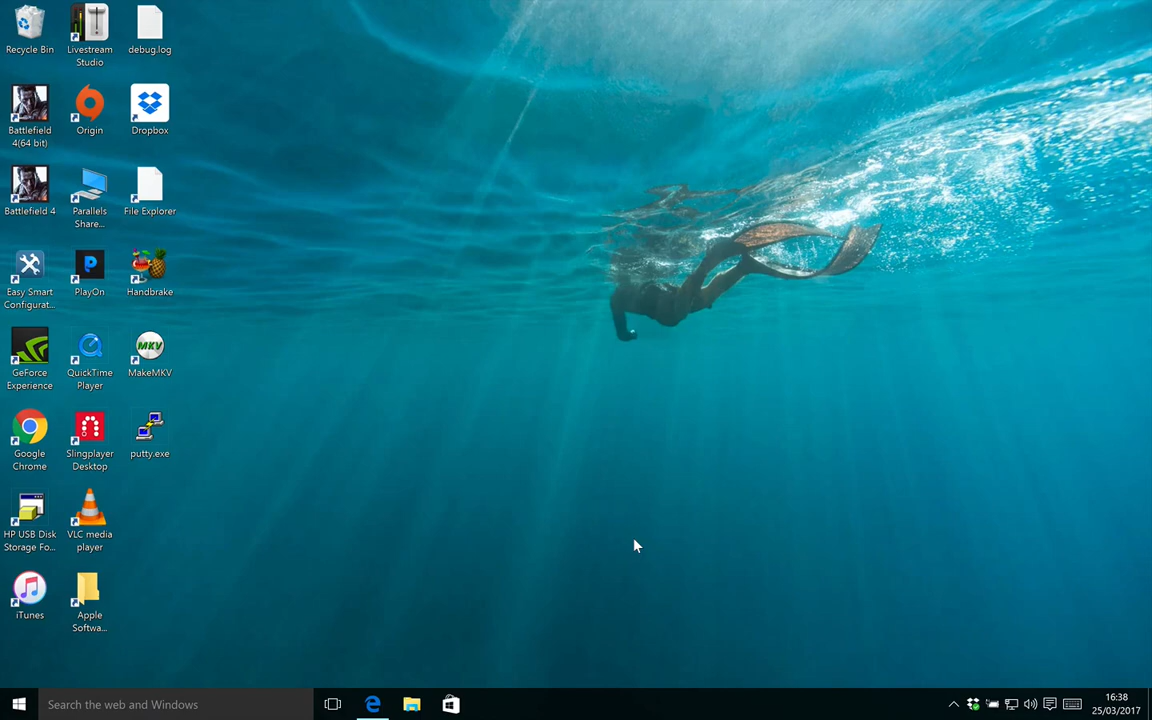 Recycle Bin
Livestream
Studio
debug.log
Battlefield
4(64 bit)
Origin
Dropbox
Battlefield 4
Parallels
Share...
File Explorer
Easy Smart
Configurat...
PlayOn
Handbrake
GeForce
Experience
QuickTime
Player
MKV
MakeMKV
Google
Chrome
Slingplayer
Desktop
putty.exe
HP USB Disk
Storage Fo...
VLC media
player
iTunes
Apple
Softwa...
Search the web and Windows
16:38
25/03/2017